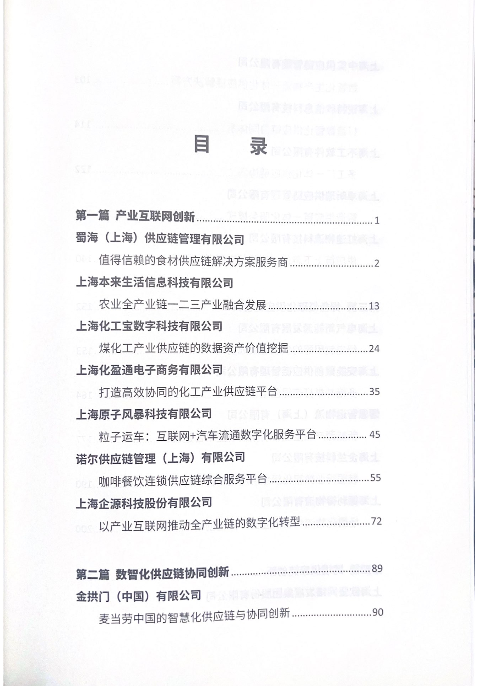 目 录
第一篇 产业互联网创新......1
蜀海（上海）供应链管理有限公司
值得信赖的食材供应链解决方案服务商......2
上海本来生活信息科技有限公司
农业全产业链一二三产业融合发展......13
上海化工宝数字科技有限公司
煤化工产业供应链的数据资产价值挖掘......24
上海化盈通电子商务有限公司
打造高效协同的化工产业供应链平台......35
上海原子风暴科技有限公司
粒子运车：互联网+汽车流通数字化服务平台......45
诺尔供应链管理（上海）有限公司
咖啡餐饮连锁供应链综合服务平台......55
上海企源科技股份有限公司
以产业互联网推动全产业链的数字化转型......72
第二篇 数智化供应链协同创新......89
金拱门（中国）有限公司
麦当劳中国的智慧化供应链与协同创新......90